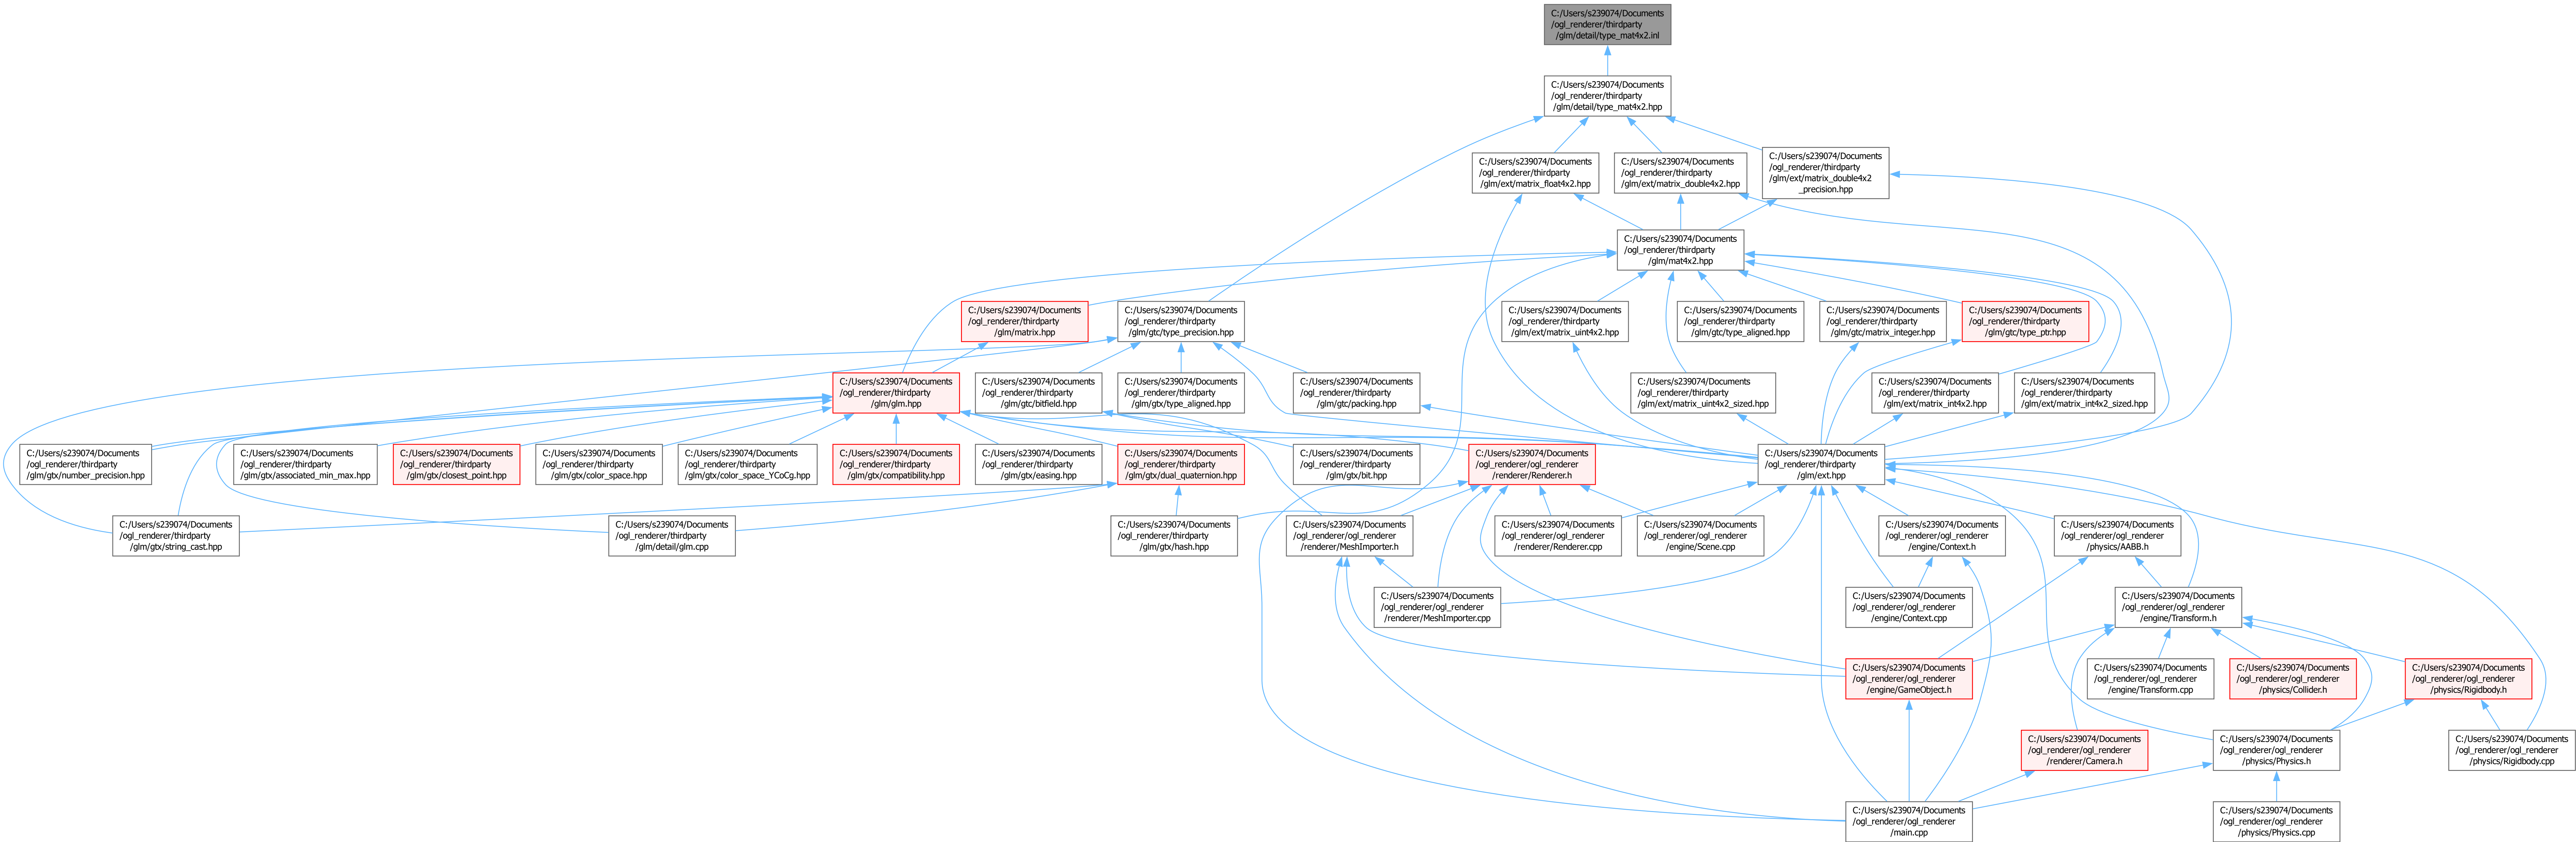 C:/Users/s239074/Documents
/ogl_renderer/thirdparty
/glm/detail/type_mat4x2.inl
C:/Users/s239074/Documents
/ogl_renderer/thirdparty
/glm/detail/type_mat4x2.hpp
C:/Users/s239074/Documents
/ogl_renderer/thirdparty
/glm/ext/matrix_float4x2.hpp
C:/Users/s239074/Documents
/ogl_renderer/thirdparty
/glm/ext/matrix_double4x2.hpp
C:/Users/s239074/Documents
/ogl_renderer/thirdparty
/glm/ext/matrix_double4x2
_precision.hpp
C:/Users/s239074/Documents
/ogl_renderer/thirdparty
/glm/mat4x2.hpp
C:/Users/s239074/Documents
/ogl_renderer/thirdparty
/glm/matrix.hpp
C:/Users/s239074/Documents
/ogl_renderer/thirdparty
/glm/gtc/type_precision.hpp
C:/Users/s239074/Documents
/ogl_renderer/thirdparty
/glm/ext/matrix_uint4x2.hpp
C:/Users/s239074/Documents
/ogl_renderer/thirdparty
/glm/gtc/type_aligned.hpp
C:/Users/s239074/Documents
/ogl_renderer/thirdparty
/glm/gtc/matrix_integer.hpp
C:/Users/s239074/Documents
/ogl_renderer/thirdparty
/glm/gtc/type_ptr.hpp
C:/Users/s239074/Documents
/ogl_renderer/thirdparty
/glm/glm.hpp
C:/Users/s239074/Documents
/ogl_renderer/thirdparty
/glm/gtc/bitfield.hpp
C:/Users/s239074/Documents
/ogl_renderer/thirdparty
/glm/gtx/type_aligned.hpp
C:/Users/s239074/Documents
/ogl_renderer/thirdparty
/glm/gtc/packing.hpp
C:/Users/s239074/Documents
/ogl_renderer/thirdparty
/glm/ext/matrix_uint4x2_sized.hpp
C:/Users/s239074/Documents
/ogl_renderer/thirdparty
/glm/ext/matrix_int4x2.hpp
C:/Users/s239074/Documents
/ogl_renderer/thirdparty
/glm/ext/matrix_int4x2_sized.hpp
C:/Users/s239074/Documents
/ogl_renderer/thirdparty
/glm/gtx/number_precision.hpp
C:/Users/s239074/Documents
/ogl_renderer/thirdparty
/glm/gtx/associated_min_max.hpp
C:/Users/s239074/Documents
/ogl_renderer/thirdparty
/glm/gtx/closest_point.hpp
C:/Users/s239074/Documents
/ogl_renderer/thirdparty
/glm/gtx/color_space.hpp
C:/Users/s239074/Documents
/ogl_renderer/thirdparty
/glm/gtx/color_space_YCoCg.hpp
C:/Users/s239074/Documents
/ogl_renderer/thirdparty
/glm/gtx/compatibility.hpp
C:/Users/s239074/Documents
/ogl_renderer/thirdparty
/glm/gtx/easing.hpp
C:/Users/s239074/Documents
/ogl_renderer/thirdparty
/glm/gtx/dual_quaternion.hpp
C:/Users/s239074/Documents
/ogl_renderer/thirdparty
/glm/gtx/bit.hpp
C:/Users/s239074/Documents
/ogl_renderer/ogl_renderer
/renderer/Renderer.h
C:/Users/s239074/Documents
/ogl_renderer/thirdparty
/glm/ext.hpp
C:/Users/s239074/Documents
/ogl_renderer/thirdparty
/glm/gtx/string_cast.hpp
C:/Users/s239074/Documents
/ogl_renderer/thirdparty
/glm/detail/glm.cpp
C:/Users/s239074/Documents
/ogl_renderer/thirdparty
/glm/gtx/hash.hpp
C:/Users/s239074/Documents
/ogl_renderer/ogl_renderer
/renderer/MeshImporter.h
C:/Users/s239074/Documents
/ogl_renderer/ogl_renderer
/renderer/Renderer.cpp
C:/Users/s239074/Documents
/ogl_renderer/ogl_renderer
/engine/Scene.cpp
C:/Users/s239074/Documents
/ogl_renderer/ogl_renderer
/engine/Context.h
C:/Users/s239074/Documents
/ogl_renderer/ogl_renderer
/physics/AABB.h
C:/Users/s239074/Documents
/ogl_renderer/ogl_renderer
/renderer/MeshImporter.cpp
C:/Users/s239074/Documents
/ogl_renderer/ogl_renderer
/engine/Context.cpp
C:/Users/s239074/Documents
/ogl_renderer/ogl_renderer
/engine/Transform.h
C:/Users/s239074/Documents
/ogl_renderer/ogl_renderer
/engine/GameObject.h
C:/Users/s239074/Documents
/ogl_renderer/ogl_renderer
/engine/Transform.cpp
C:/Users/s239074/Documents
/ogl_renderer/ogl_renderer
/physics/Collider.h
C:/Users/s239074/Documents
/ogl_renderer/ogl_renderer
/physics/Rigidbody.h
C:/Users/s239074/Documents
/ogl_renderer/ogl_renderer
/renderer/Camera.h
C:/Users/s239074/Documents
/ogl_renderer/ogl_renderer
/physics/Physics.h
C:/Users/s239074/Documents
/ogl_renderer/ogl_renderer
/physics/Rigidbody.cpp
C:/Users/s239074/Documents
/ogl_renderer/ogl_renderer
/main.cpp
C:/Users/s239074/Documents
/ogl_renderer/ogl_renderer
/physics/Physics.cpp